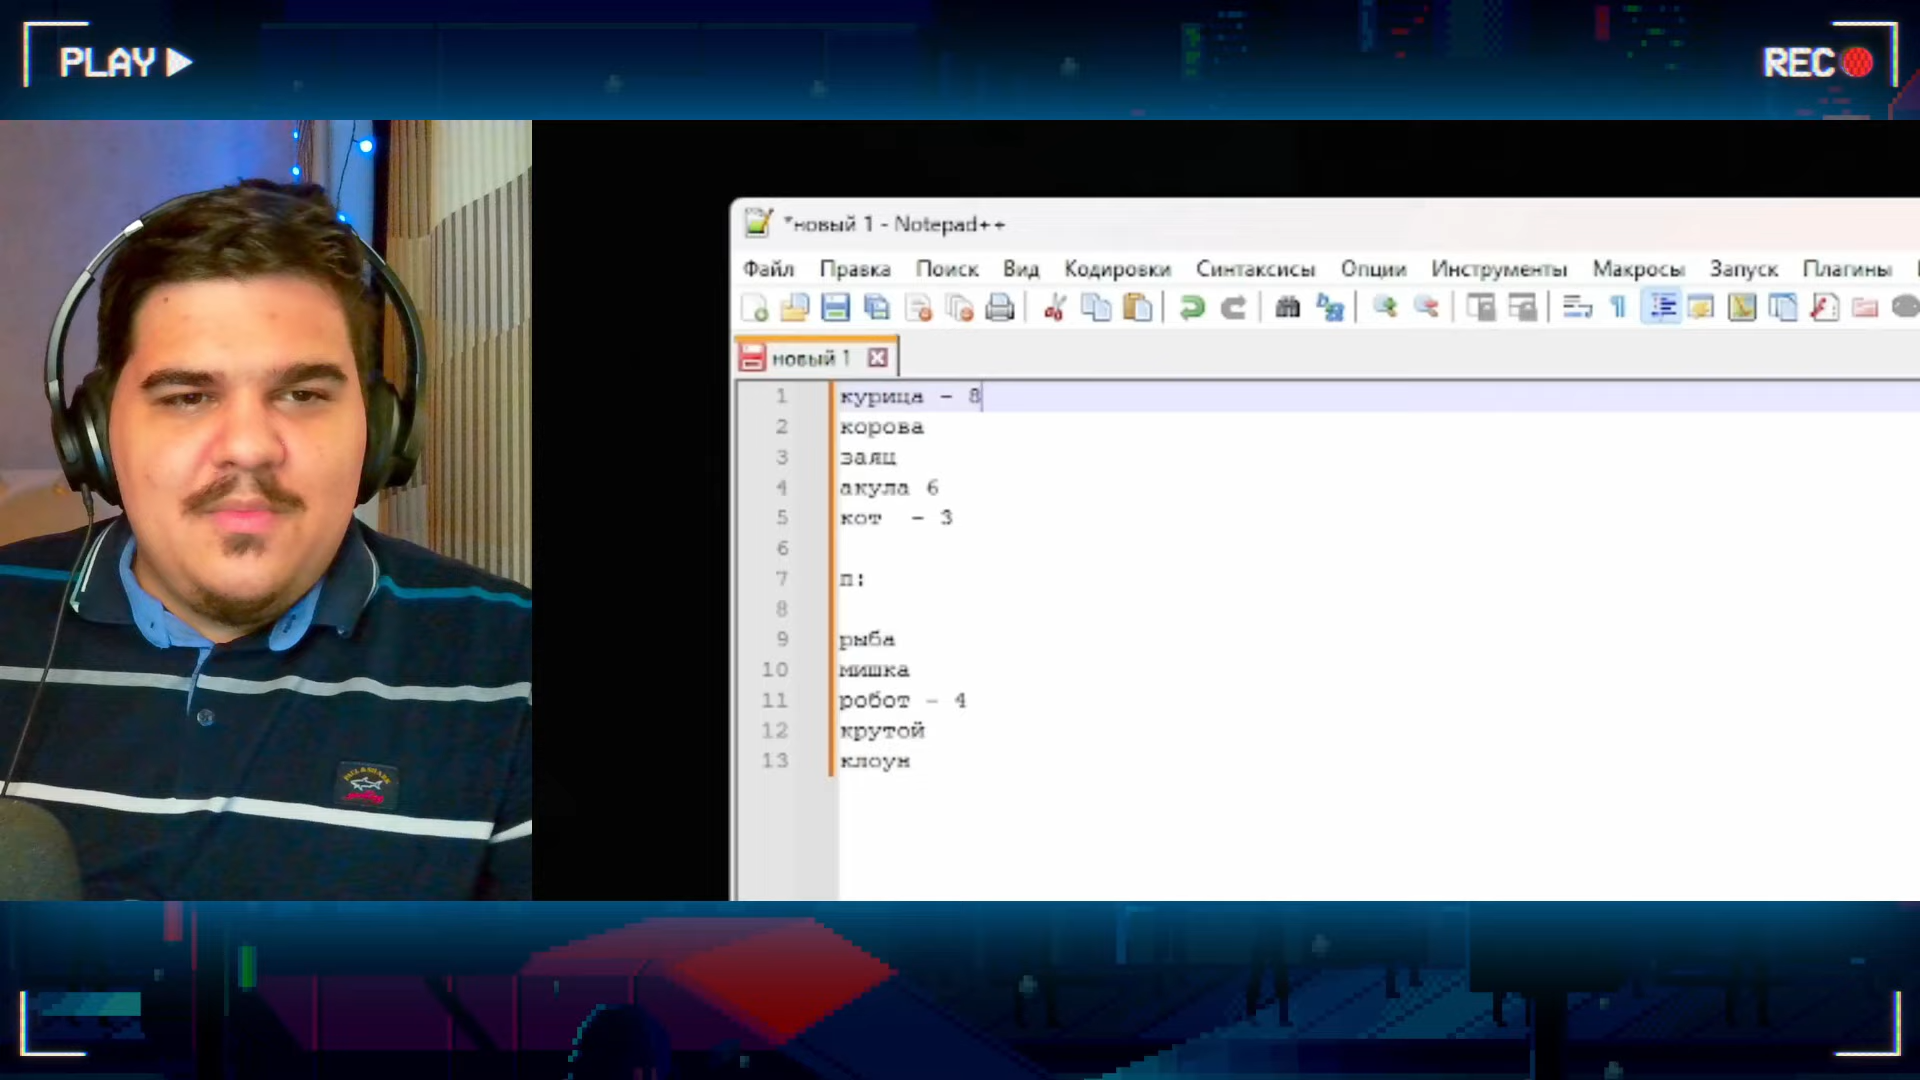 PLAY
REC
*новый 1 - Notepad++
Файл Правка Поиск Вид Кодировки Синтаксисы Опции Инструменты Макросы Запуск Плагины
новый 1
1 курица - 8
2 корова
3 заяц
4 акула 6
5 кот - 3
6
7 п:
8
9 рыба
10 мишка
11 робот - 4
12 крутой
13 клоун
PAUL & SHARK